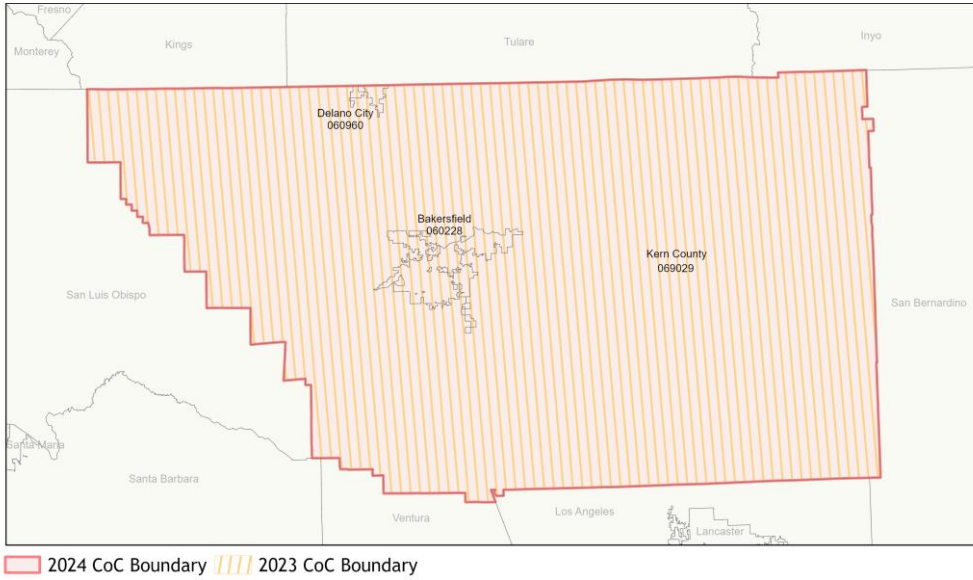 Fresno
Monterey
Kings
Tulare
Inyo
Delano City
060960
Bakersfield
060228
Kern County
069029
San Luis Obispo
San Bernardino
Santa Maria
Santa Barbara
Ventura
Los Angeles
Lancaster
2024 CoC Boundary
2023 CoC Boundary